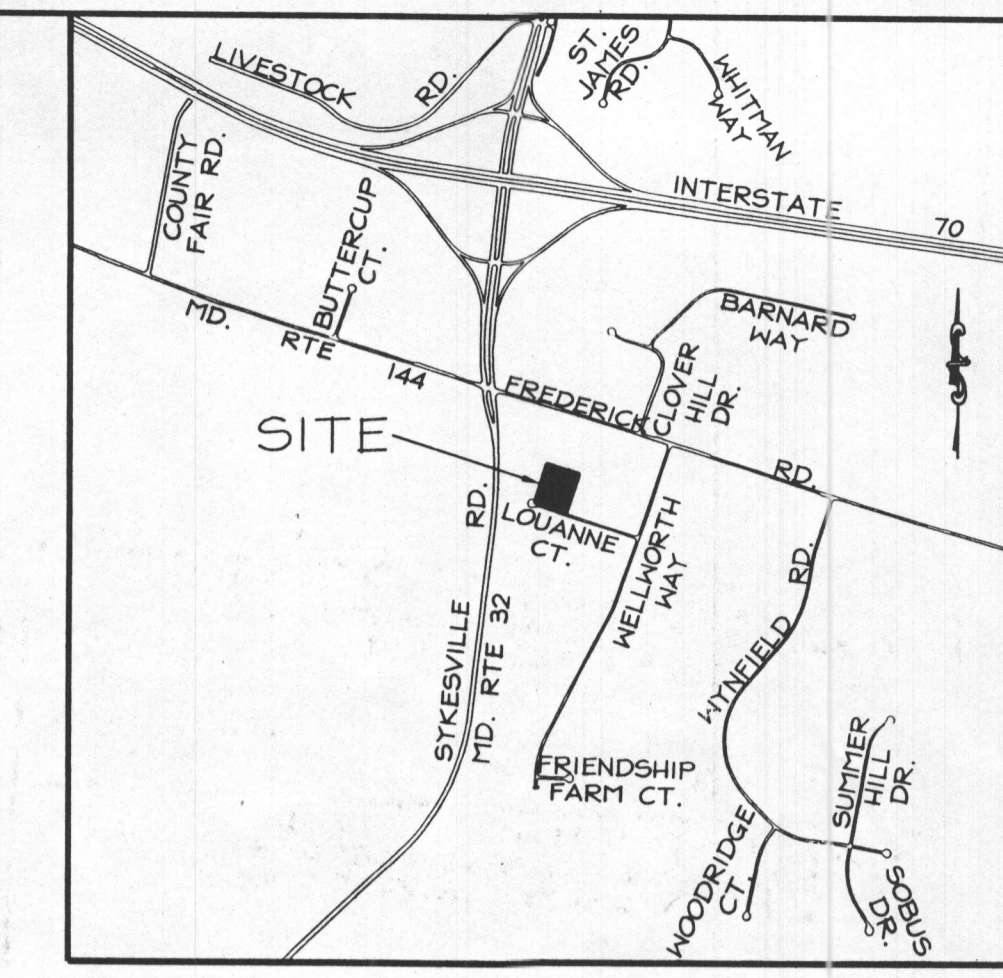 LIVESTOCK RD.
ST.
JAMES
RD.
WHITMAN
WAY
COUNTY
FAIR RD.
BUTTERCUP
CT.
INTERSTATE 70
MD. RTE 144
BARNARD
WAY
CLOVER
HILL
DR.
FREDERICK RD.
SITE
LOUANNE
CT.
WELLWORTH
WAY
SYKESVILLE RD.
MD. RTE 32
WYNFIELD RD.
FRIENDSHIP
FARM CT.
SUMMER
HILL
DR.
WOODRIDGE
CT.
SOBUS
DR.